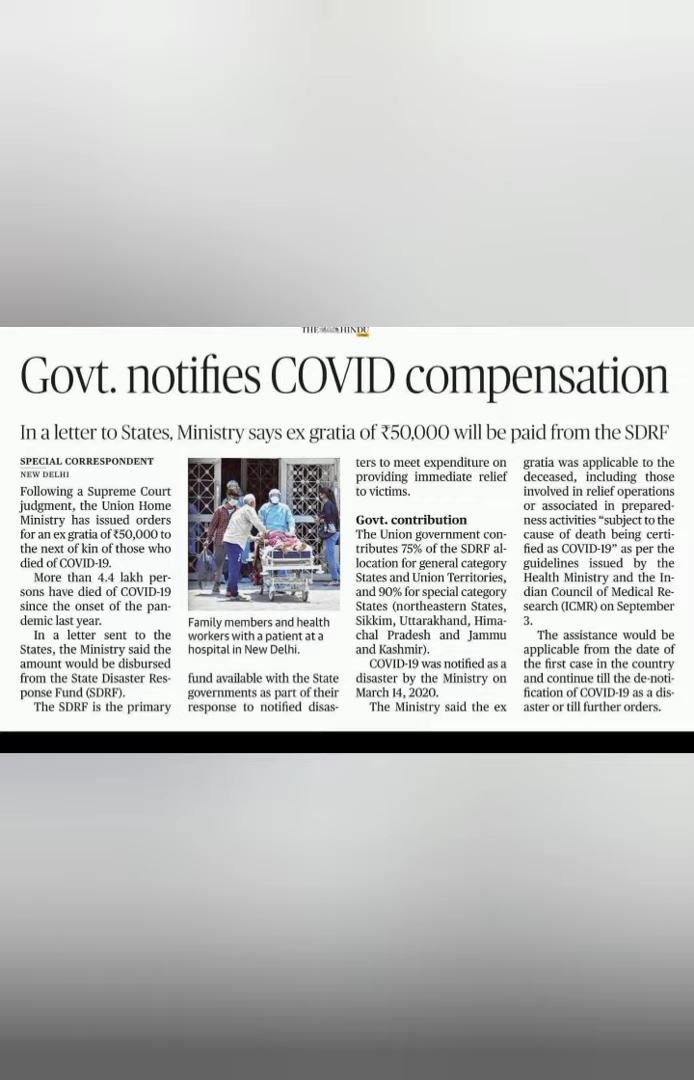 THE HINDU
Govt. notifies COVID compensation
In a letter to States, Ministry says ex gratia of ₹50,000 will be paid from the SDRF
SPECIAL CORRESPONDENT
NEW DELHI
Following a Supreme Court
judgment, the Union Home
Ministry has issued orders
for an ex gratia of ₹50,000 to
the next of kin of those who
died of COVID-19.
More than 4.4 lakh per-
sons have died of COVID-19
since the onset of the pan-
demic last year.
In a letter sent to the
States, the Ministry said the
amount would be disbursed
from the State Disaster Res-
ponse Fund (SDRF).
The SDRF is the primary
Family members and health
workers with a patient at a
hospital in New Delhi.
fund available with the State
governments as part of their
response to notified disas-
ters to meet expenditure on
providing immediate relief
to victims.
Govt. contribution
The Union government con-
tributes 75% of the SDRF al-
location for general category
States and Union Territories,
and 90% for special category
States (northeastern States,
Sikkim, Uttarakhand, Hima-
chal Pradesh and Jammu
and Kashmir).
COVID-19 was notified as a
disaster by the Ministry on
March 14, 2020.
The Ministry said the ex
gratia was applicable to the
deceased, including those
involved in relief operations
or associated in prepared-
ness activities “subject to the
cause of death being certi-
fied as COVID-19” as per the
guidelines issued by the
Health Ministry and the In-
dian Council of Medical Re-
search (ICMR) on September
3.
The assistance would be
applicable from the date of
the first case in the country
and continue till the de-noti-
fication of COVID-19 as a dis-
aster or till further orders.